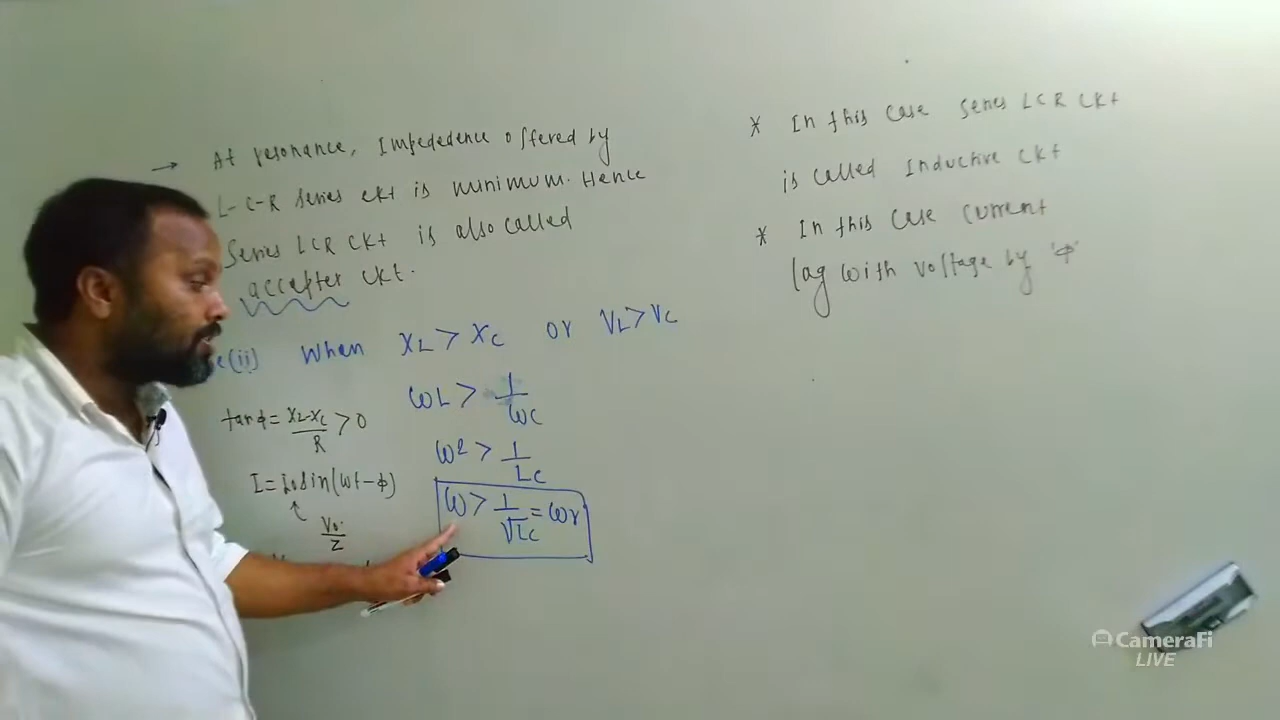 → At resonance, Impededence offered by
L-C-R series ckt is minimum. Hence
Series LCR CKt is also called
accepter ckt.
e(ii) When XL > XC or VL > VC
tanφ = XL-XC/R > 0
ωL > 1/ωC
I = I0 sin(ωt-φ)
↑ V0/Z
ω² > 1/LC
ω > 1/√LC = ωr
* In this Case Series LCR CKt
is called Inductive ckt
* In this Case Current
lag with voltage by 'φ'
CameraFi
LIVE